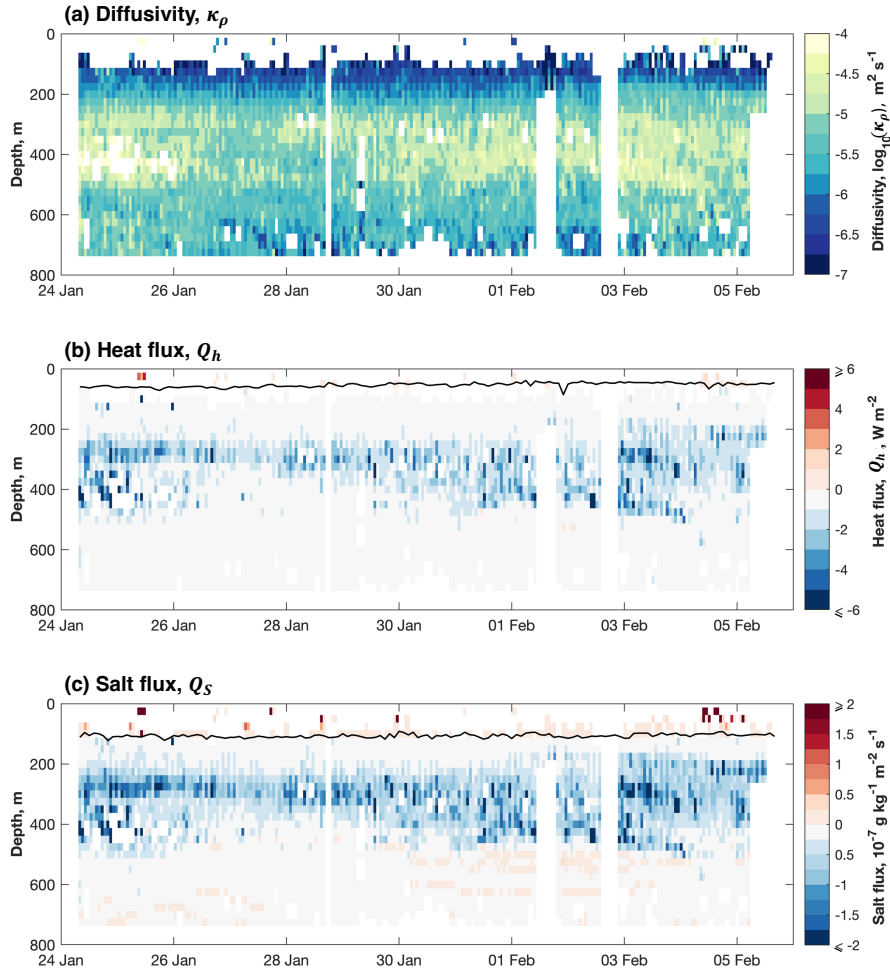 (a) Diffusivity, κρ
0
200
400
600
800
Depth, m
24 Jan
26 Jan
28 Jan
30 Jan
01 Feb
03 Feb
05 Feb
-4
-4.5
-5
-5.5
-6
-6.5
-7
Diffusivity, log10(κρ), m2 s-1
(b) Heat flux, Qh
0
200
400
600
800
Depth, m
24 Jan
26 Jan
28 Jan
30 Jan
01 Feb
03 Feb
05 Feb
⩾ 6
4
2
0
-2
-4
⩽ -6
Heat flux, Qh , W m-2
(c) Salt flux, QS
0
200
400
600
800
Depth, m
24 Jan
26 Jan
28 Jan
30 Jan
01 Feb
03 Feb
05 Feb
⩾ 2
1.5
1
0.5
0
-0.5
-1
-1.5
⩽ -2
Salt flux, 10-7 g kg-1 m-2 s-1